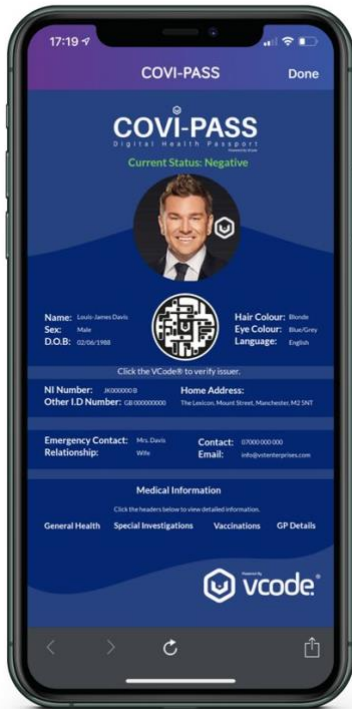 17:19
COVI-PASS
Done
COVI-PASS
Digital Health Passport
Current Status: Negative
Name: Louis-James Davis
Sex: Male
D.O.B: 02/06/1988
Hair Colour: Blonde
Eye Colour: Blue/Grey
Language: English
Click the VCode® to verify issuer.
NI Number: JK000000 B
Other I.D Number: GB 000000000
Home Address:
The Lexicon, Mount Street, Manchester, M2 5NT
Emergency Contact: Mrs. Davis
Relationship: Wife
Contact: 07000 000 000
Email: info@vstenterprises.com
Medical Information
Click the headers below to view detailed information.
General Health Special Investigations Vaccinations GP Details
Powered By
vcode®